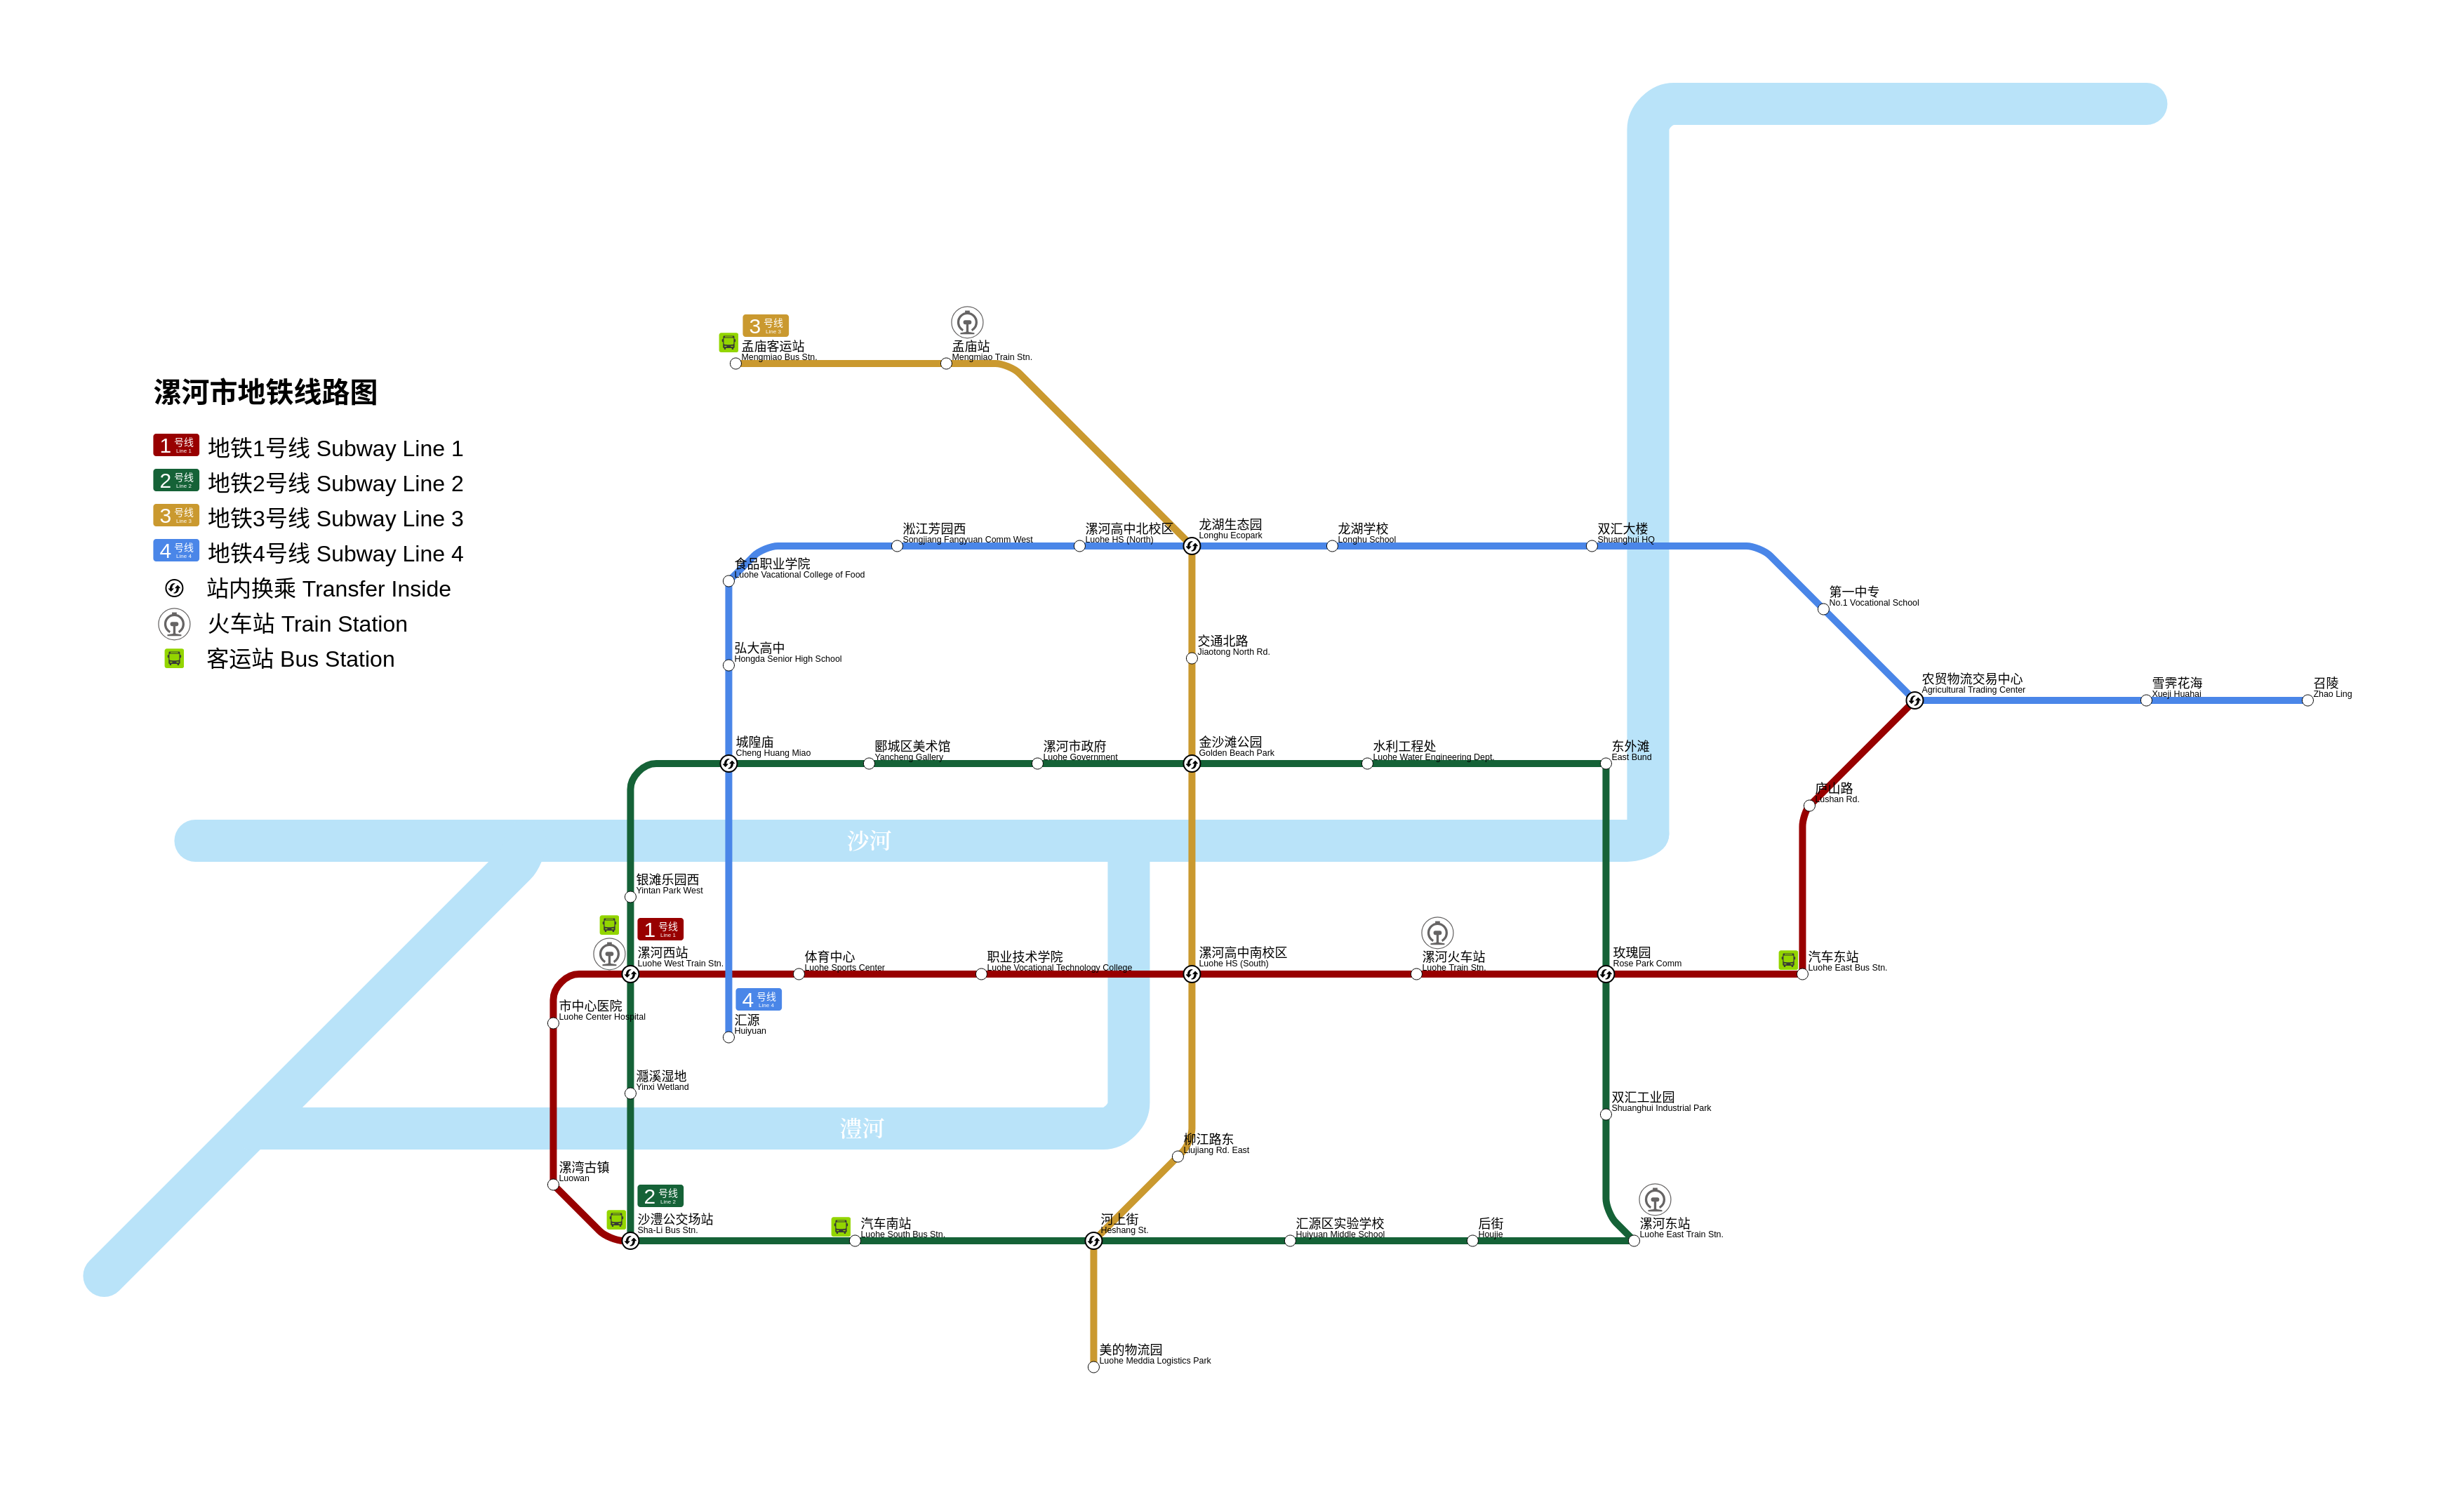 漯河市地铁线路图
1 号线 Line 1 地铁1号线 Subway Line 1
2 号线 Line 2 地铁2号线 Subway Line 2
3 号线 Line 3 地铁3号线 Subway Line 3
4 号线 Line 4 地铁4号线 Subway Line 4
站内换乘 Transfer Inside
火车站 Train Station
客运站 Bus Station
3 号线 Line 3
孟庙客运站
Mengmiao Bus Stn.
孟庙站
Mengmiao Train Stn.
淞江芳园西
Songjiang Fangyuan Comm West
漯河高中北校区
Luohe HS (North)
龙湖生态园
Longhu Ecopark
龙湖学校
Longhu School
双汇大楼
Shuanghui HQ
食品职业学院
Luohe Vacational College of Food
第一中专
No.1 Vocational School
弘大高中
Hongda Senior High School
交通北路
Jiaotong North Rd.
农贸物流交易中心
Agricultural Trading Center
雪霁花海
Xueji Huahai
召陵
Zhao Ling
城隍庙
Cheng Huang Miao
郾城区美术馆
Yancheng Gallery
漯河市政府
Luohe Government
金沙滩公园
Golden Beach Park
水利工程处
Luohe Water Engineering Dept.
东外滩
East Bund
庐山路
Lushan Rd.
沙河
银滩乐园西
Yintan Park West
1 号线 Line 1
漯河西站
Luohe West Train Stn.
体育中心
Luohe Sports Center
职业技术学院
Luohe Vocational Technology College
漯河高中南校区
Luohe HS (South)
漯河火车站
Luohe Train Stn.
玫瑰园
Rose Park Comm
汽车东站
Luohe East Bus Stn.
4 号线 Line 4
汇源
Huiyuan
市中心医院
Luohe Center Hospital
濦溪湿地
Yinxi Wetland
双汇工业园
Shuanghui Industrial Park
澧河
柳江路东
Liujiang Rd. East
漯湾古镇
Luowan
2 号线 Line 2
沙澧公交场站
Sha-Li Bus Stn.
汽车南站
Luohe South Bus Stn.
河上街
Heshang St.
汇源区实验学校
Huiyuan Middle School
后街
Houjie
漯河东站
Luohe East Train Stn.
美的物流园
Luohe Meddia Logistics Park